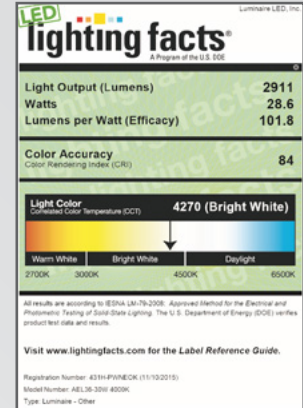 Luminaire LED, Inc.
LED
lighting facts®
A Program of the U.S. DOE
Light Output (Lumens) 2911
Watts 28.6
Lumens per Watt (Efficacy) 101.8
Color Accuracy
Color Rendering Index (CRI) 84
Light Color
Correlated Color Temperature (CCT) 4270 (Bright White)
Warm White Bright White Daylight
2700K 3000K 4500K 6500K
All results are according to IESNA LM-79-2008: Approved Method for the Electrical and
Photometric Testing of Solid-State Lighting. The U.S. Department of Energy (DOE) verifies
product test data and results.
Visit www.lightingfacts.com for the Label Reference Guide.
Registration Number: 431H-PWNECK (11/10/2015)
Model Number: AEL36-30W 4000K
Type: Luminaire - Other